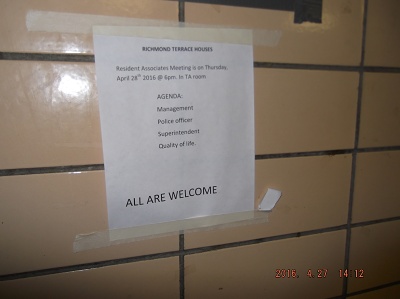 RICHMOND TERRACE HOUSES
Resident Associates Meeting is on Thursday,
April 28th 2016 @ 6pm. In TA room.
AGENDA:
Management
Police officer
Superintendent
Quality of life.
ALL ARE WELCOME
2016. 4.27 14:12